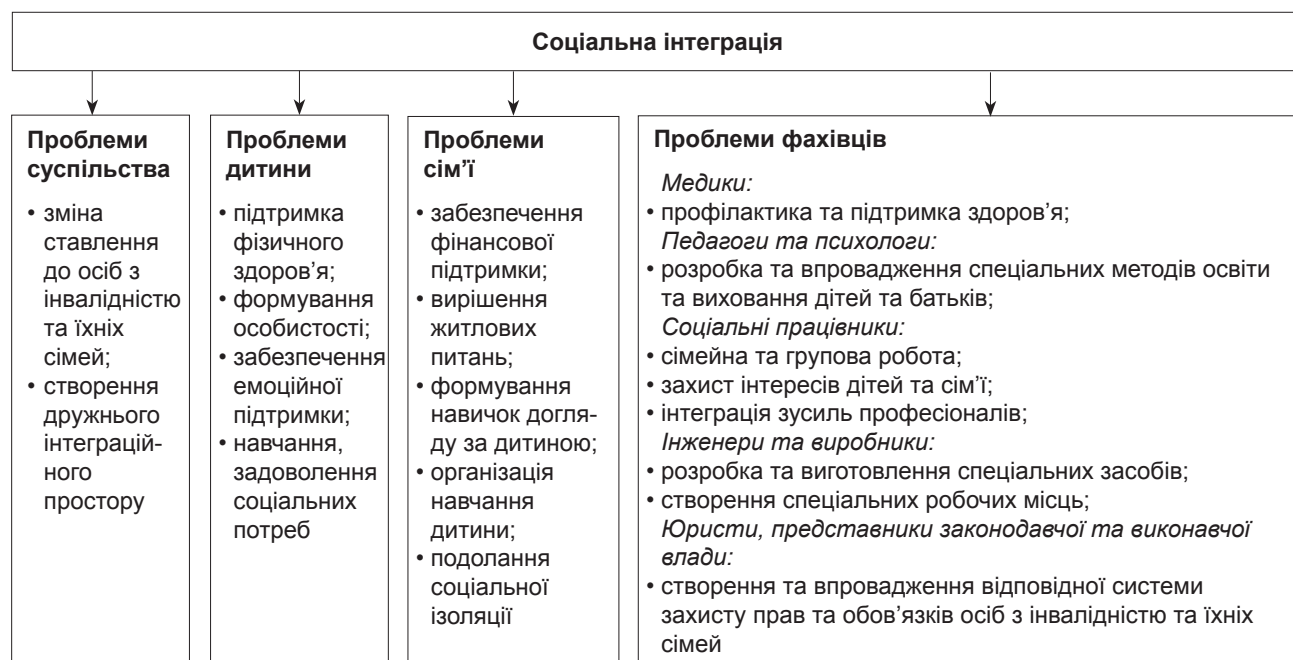 Соціальна інтеграція
Проблеми
суспільства
• зміна
ставлення
до осіб з
інвалідністю
та їхніх
сімей;
• створення
дружнього
інтеграцій-
ного
простору
Проблеми
дитини
• підтримка
фізичного
здоров’я;
• формування
особистості;
• забезпечення
емоційної
підтримки;
• навчання,
задоволення
соціальних
потреб
Проблеми
сім’ї
• забезпечення
фінансової
підтримки;
• вирішення
житлових
питань;
• формування
навичок догля-
ду за дитиною;
• організація
навчання
дитини;
• подолання
соціальної
ізоляції
Проблеми фахівців
Медики:
• профілактика та підтримка здоров’я;
Педагоги та психологи:
• розробка та впровадження спеціальних методів освіти
та виховання дітей та батьків;
Соціальні працівники:
• сімейна та групова робота;
• захист інтересів дітей та сім’ї;
• інтеграція зусиль професіоналів;
Інженери та виробники:
• розробка та виготовлення спеціальних засобів;
• створення спеціальних робочих місць;
Юристи, представники законодавчої та виконавчої
влади:
• створення та впровадження відповідної системи
захисту прав та обов’язків осіб з інвалідністю та їхніх
сімей